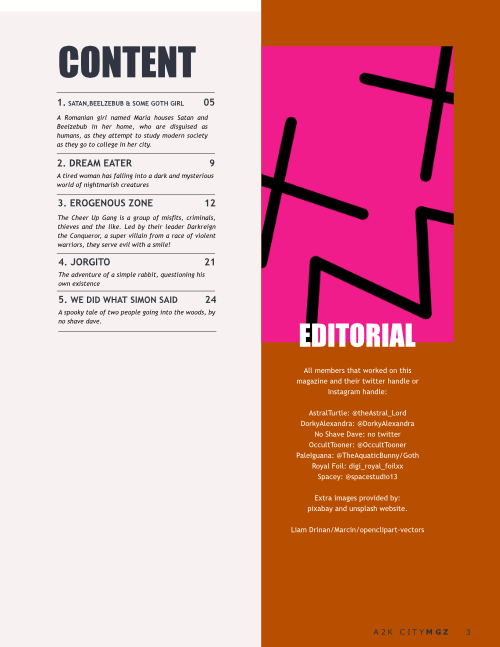 CONTENT
1. SATAN,BEELZEBUB & SOME GOTH GIRL 05
A Romanian girl named Maria houses Satan and
Beelzebub in her home, who are disguised as
humans, as they attempt to study modern society
as they go to college in her city.
2. DREAM EATER 9
A tired woman has falling into a dark and mysterious
world of nightmarish creatures
3. EROGENOUS ZONE 12
The Cheer Up Gang is a group of misfits, criminals,
thieves and the like. Led by their leader Darkreign
the Conqueror, a super villain from a race of violent
warriors, they serve evil with a smile!
4. JORGITO 21
The adventure of a simple rabbit, questioning his
own existence
5. WE DID WHAT SIMON SAID 24
A spooky tale of two people going into the woods, by
no shave dave.
EDITORIAL
All members that worked on this
magazine and their twitter handle or
Instagram handle:
AstralTurtle: @theAstral_Lord
DorkyAlexandra: @DorkyAlexandra
No Shave Dave: no twitter
OccultTooner: @OccultTooner
PaleIguana: @TheAquaticBunny/Goth
Royal Foil: digi_royal_foilxx
Spacey: @spacestudio13
Extra images provided by:
pixabay and unsplash website.
Liam Drinan/Marcin/openclipart-vectors
A2K CITYMGZ 3